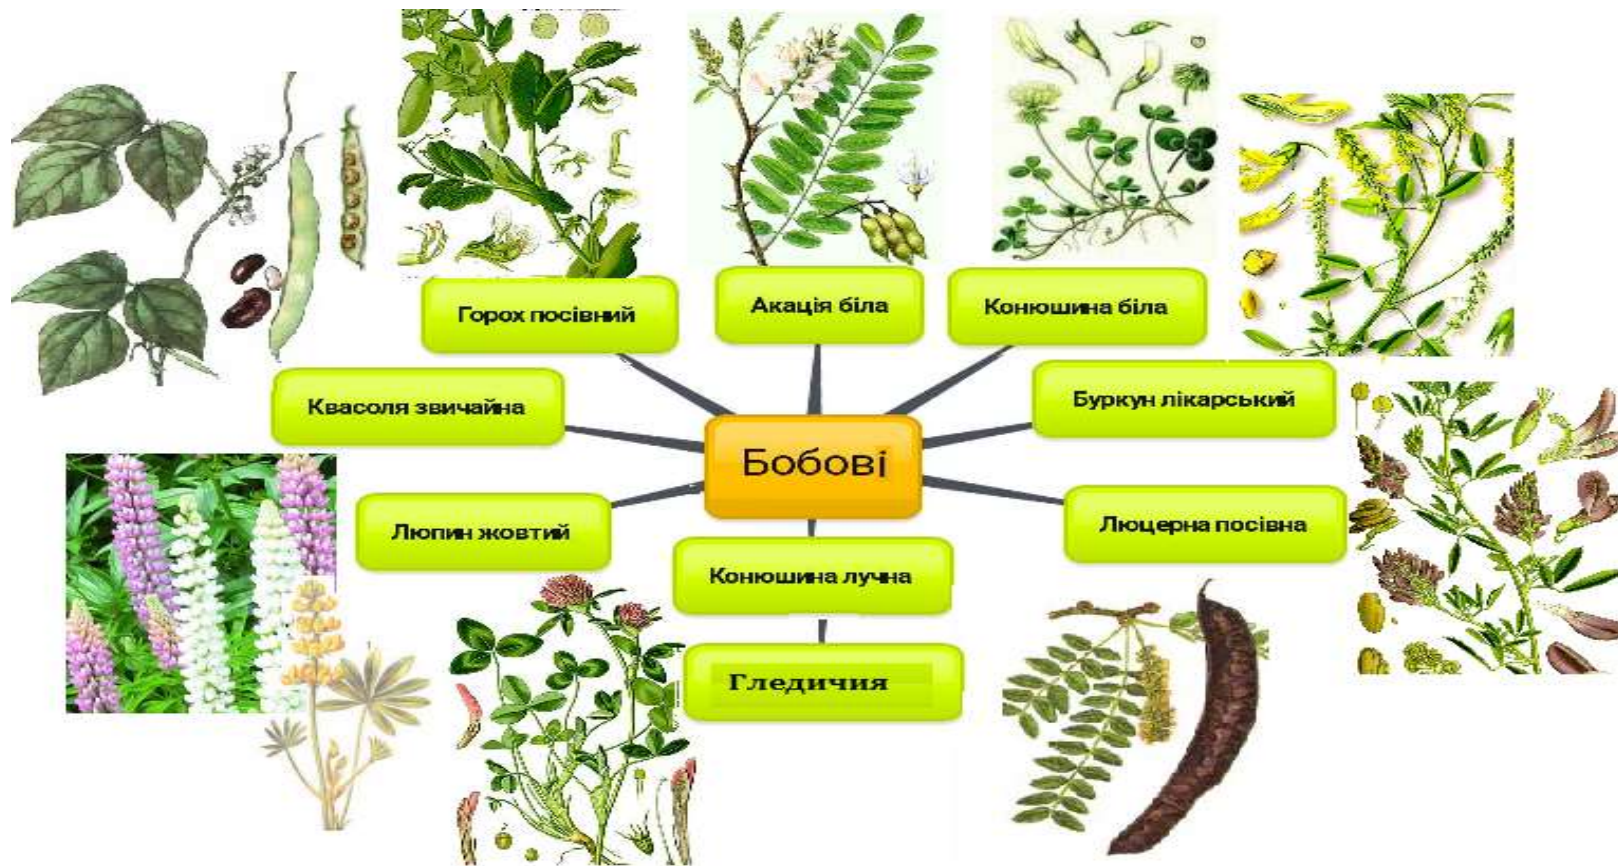 Горох посівний
Акація біла
Конюшина біла
Квасоля звичайна
Буркун лікарський
Бобові
Люпин жовтий
Люцерна посівна
Конюшина лучна
Гледичия